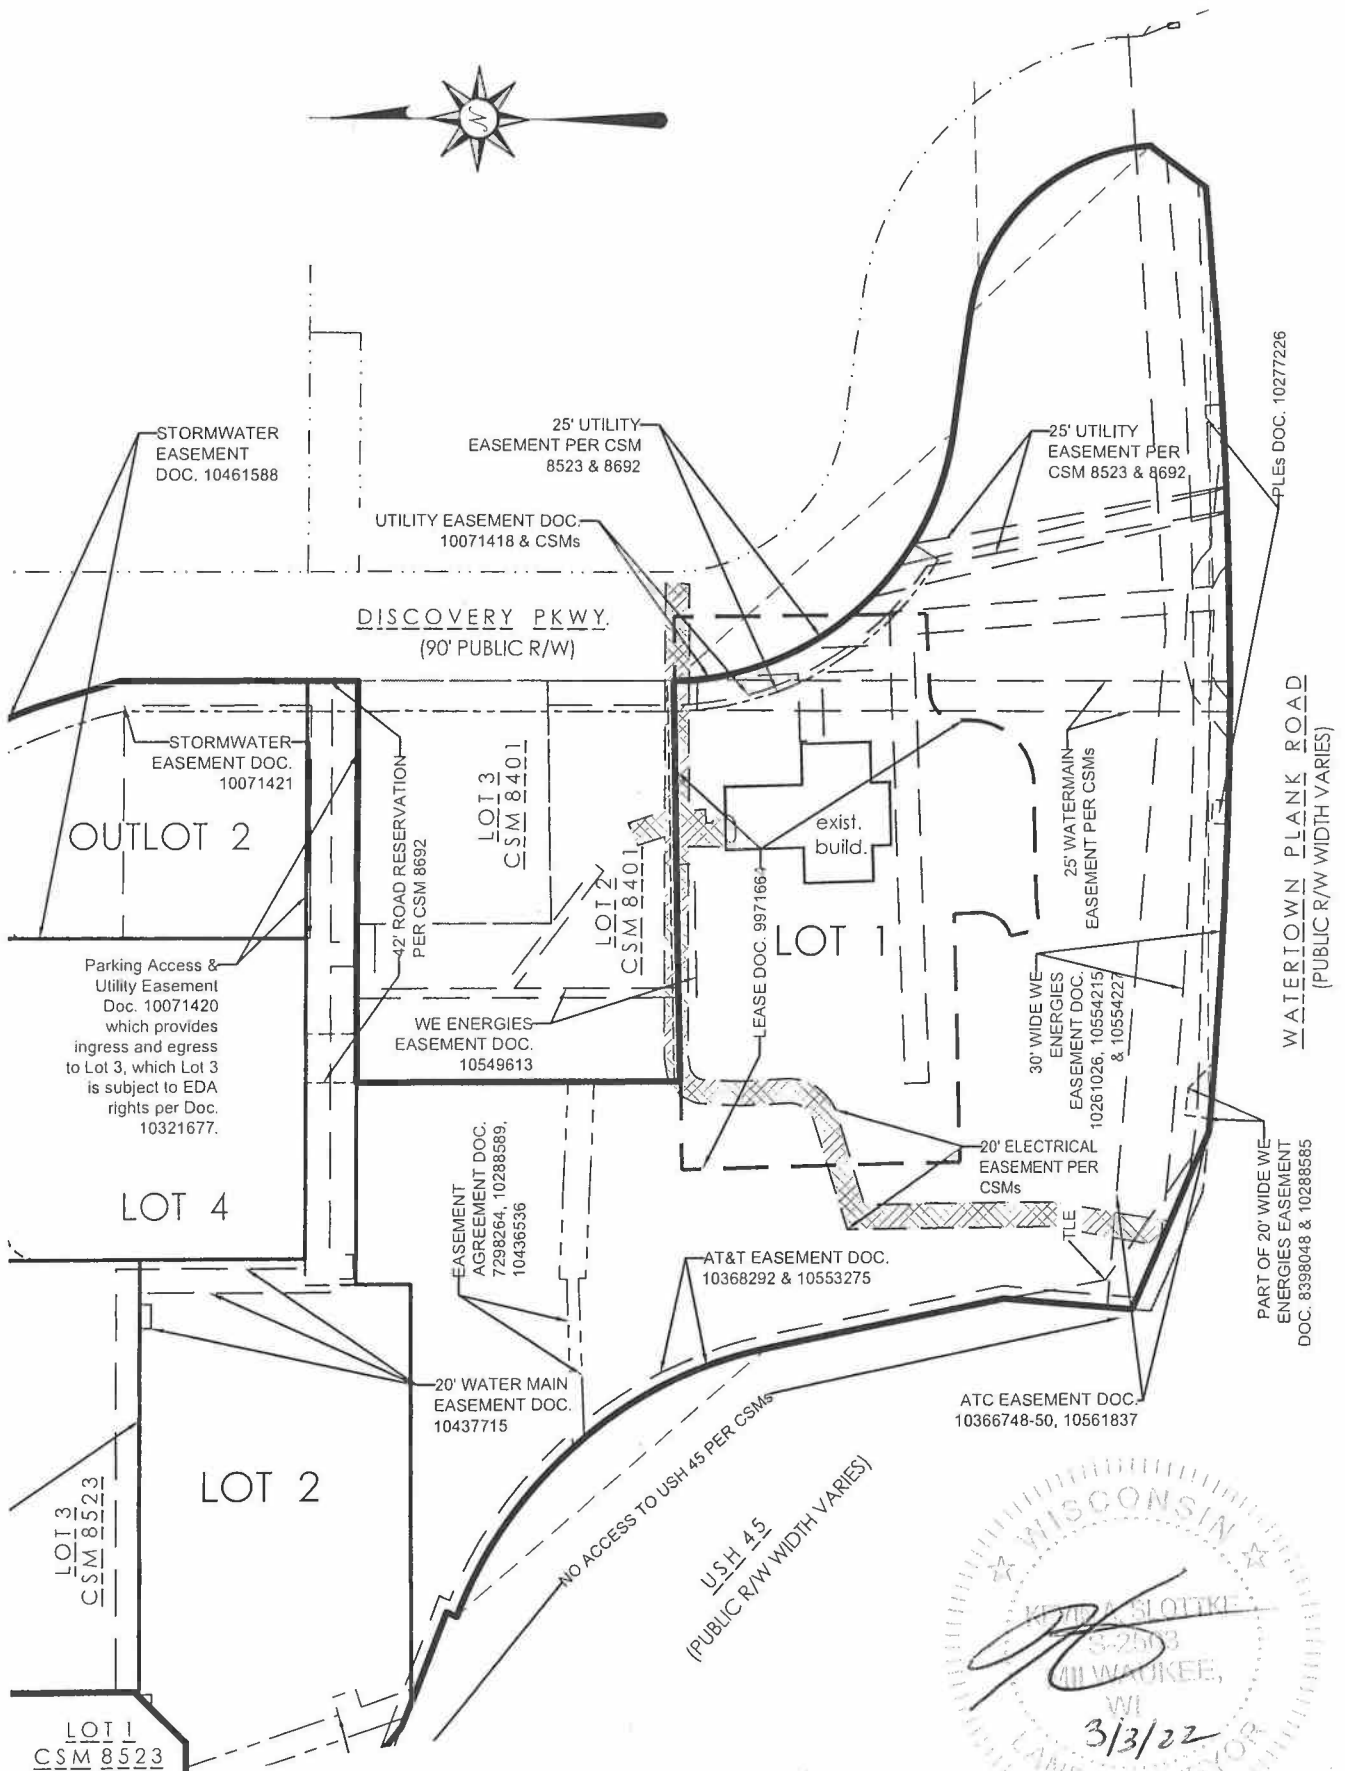 N
STORMWATER
EASEMENT
DOC. 10461588
25' UTILITY
EASEMENT PER CSM
8523 & 8692
25' UTILITY
EASEMENT PER
CSM 8523 & 8692
PLEs DOC. 10277226
UTILITY EASEMENT DOC.
10071418 & CSMs
DISCOVERY PKWY.
(90' PUBLIC R/W)
STORMWATER
EASEMENT DOC.
10071421
OUTLOT 2
42' ROAD RESERVATION
PER CSM 8692
LOT 3
CSM 8401
LOT 2
CSM 8401
exist.
build.
LOT 1
LEASE DOC. 9971664
25' WATERMAIN
EASEMENT PER CSMs
WATERTOWN PLANK ROAD
(PUBLIC R/W WIDTH VARIES)
Parking Access &
Utility Easement
Doc. 10071420
which provides
ingress and egress
to Lot 3, which Lot 3
is subject to EDA
rights per Doc.
10321677.
WE ENERGIES
EASEMENT DOC.
10549613
30' WIDE WE
ENERGIES
EASEMENT DOC.
10261026, 10554215
& 10554227
LOT 4
EASEMENT
AGREEMENT DOC.
7298264, 10288589,
10436536
20' ELECTRICAL
EASEMENT PER
CSMs
TLE
PART OF 20' WIDE WE
ENERGIES EASEMENT
DOC. 8398048 & 10288585
AT&T EASEMENT DOC.
10368292 & 10553275
20' WATER MAIN
EASEMENT DOC.
10437715
ATC EASEMENT DOC.
10366748-50, 10561837
NO ACCESS TO USH 45 PER CSMs
LOT 2
LOT 3
CSM 8523
USH 45
(PUBLIC R/W WIDTH VARIES)
LOT 1
CSM 8523
WISCONSIN
KEVIN A. SLOTTKE
S-2503
MILWAUKEE,
WI
3/3/22
LAND SURVEYOR